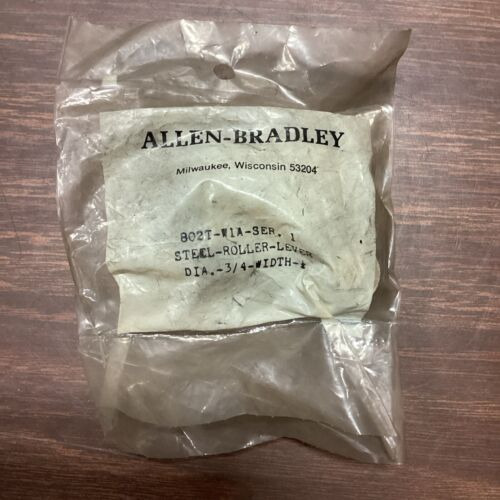 ALLEN-BRADLEY
Milwaukee, Wisconsin 53204
802T-W1A-SER. 1
STEEL-ROLLER-LEVER
DIA.-3/4-WIDTH-